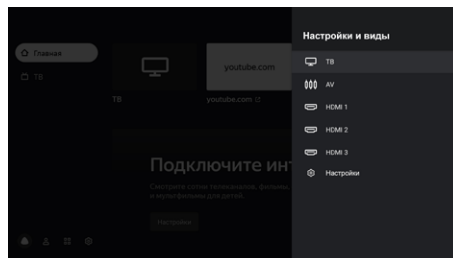 Настройки и виды
Главная
ТВ
youtube.com
ТВ
youtube.com
Подключите инт
Смотрите сотни телеканалов, фильмы,
и мультфильмы для детей.
Настройки
ТВ
AV
HDMI 1
HDMI 2
HDMI 3
Настройки